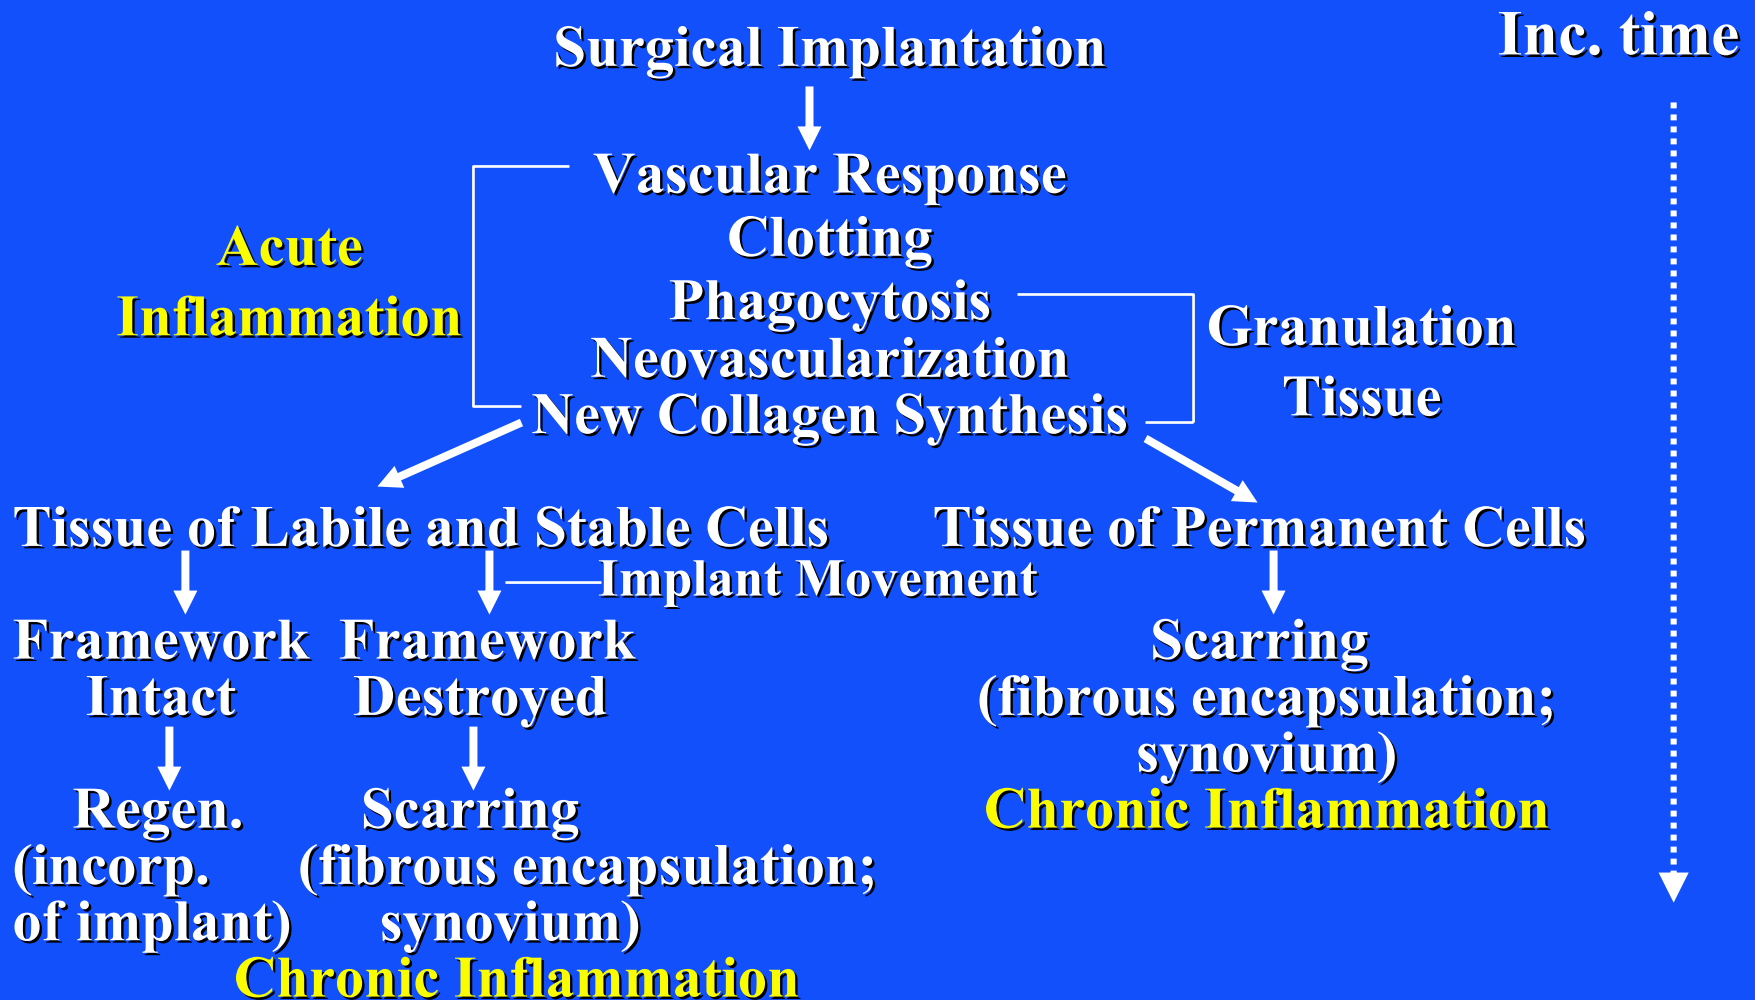 Surgical Implantation
Inc. time
Vascular Response
Clotting
Acute
Inflammation
Phagocytosis
Neovascularization
New Collagen Synthesis
Granulation
Tissue
Tissue of Labile and Stable Cells
Tissue of Permanent Cells
Implant Movement
Framework
Intact
Framework
Destroyed
Regen.
(incorp.
of implant)
Scarring
(fibrous encapsulation;
synovium)
Chronic Inflammation
Scarring
(fibrous encapsulation;
synovium)
Chronic Inflammation